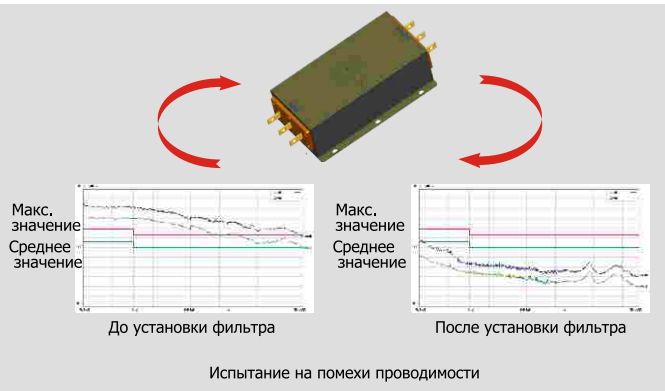 Макс.
значение
Среднее
значение
Макс.
значение
Среднее
значение
До установки фильтра
После установки фильтра
Испытание на помехи проводимости